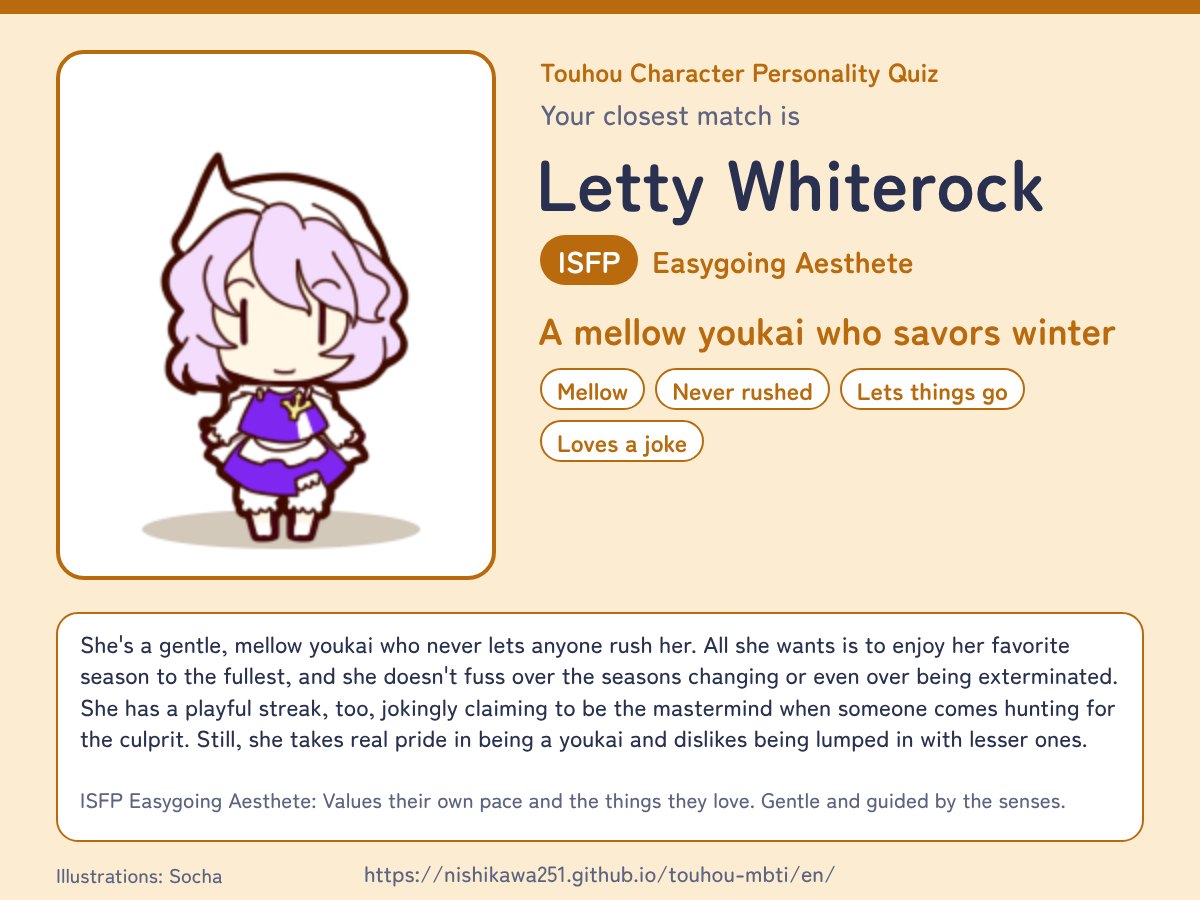 Touhou Character Personality Quiz
Your closest match is
Letty Whiterock
ISFP Easygoing Aesthete
A mellow youkai who savors winter
Mellow Never rushed Lets things go
Loves a joke
She's a gentle, mellow youkai who never lets anyone rush her. All she wants is to enjoy her favorite
season to the fullest, and she doesn't fuss over the seasons changing or even over being exterminated.
She has a playful streak, too, jokingly claiming to be the mastermind when someone comes hunting for
the culprit. Still, she takes real pride in being a youkai and dislikes being lumped in with lesser ones.
ISFP Easygoing Aesthete: Values their own pace and the things they love. Gentle and guided by the senses.
Illustrations: Socha https://nishikawa251.github.io/touhou-mbti/en/